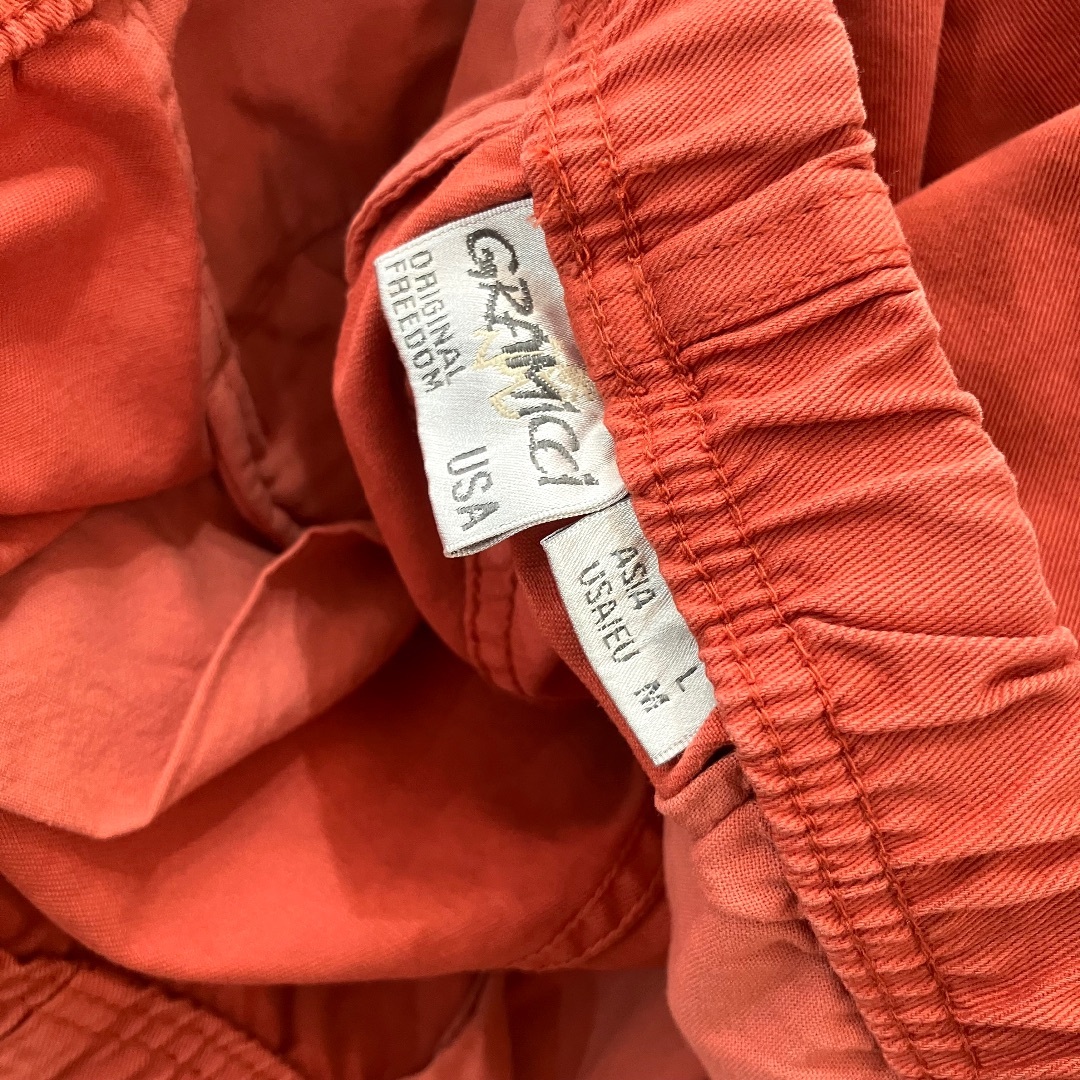 GRAMICCI
ORIGINAL
FREEDOM
USA
ASIA L
USA/EU M